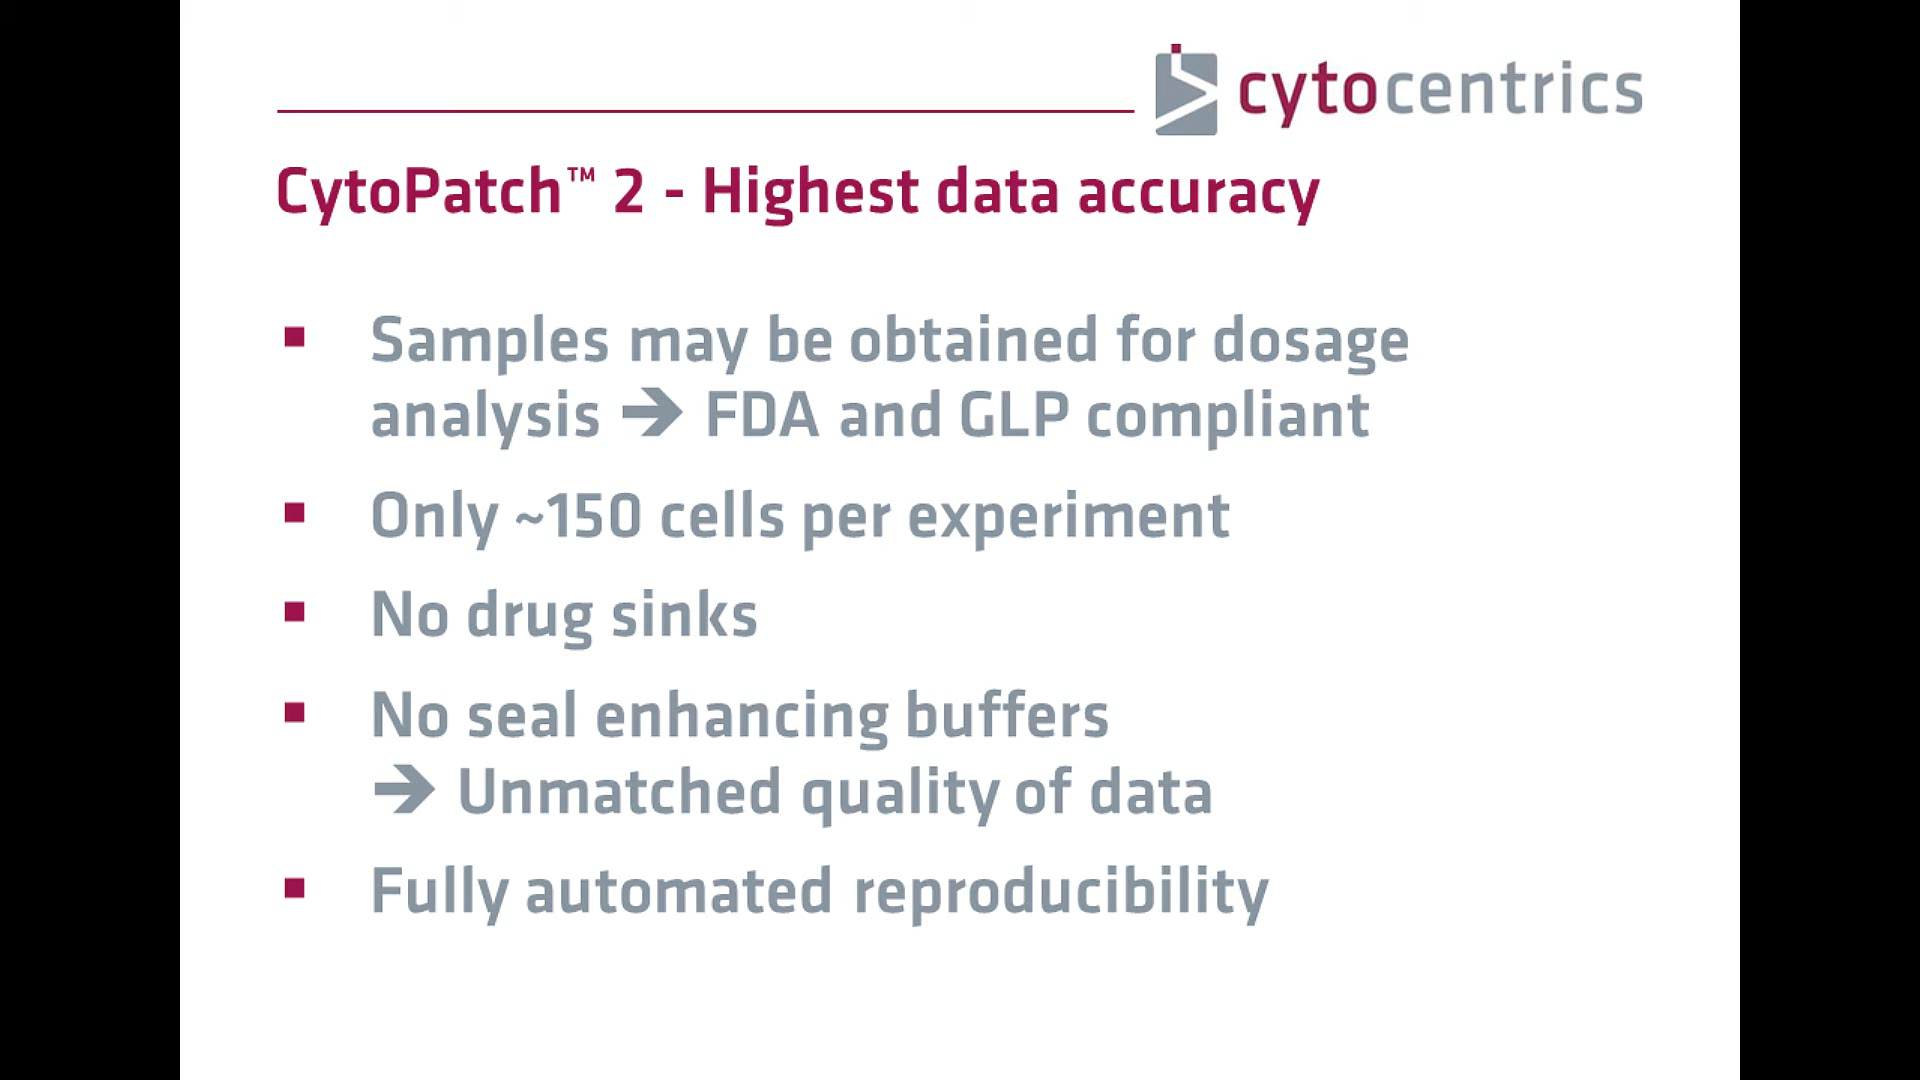 cytocentrics
CytoPatch™ 2 - Highest data accuracy
▪ Samples may be obtained for dosage
analysis ➔ FDA and GLP compliant
▪ Only ~150 cells per experiment
▪ No drug sinks
▪ No seal enhancing buffers
➔ Unmatched quality of data
▪ Fully automated reproducibility